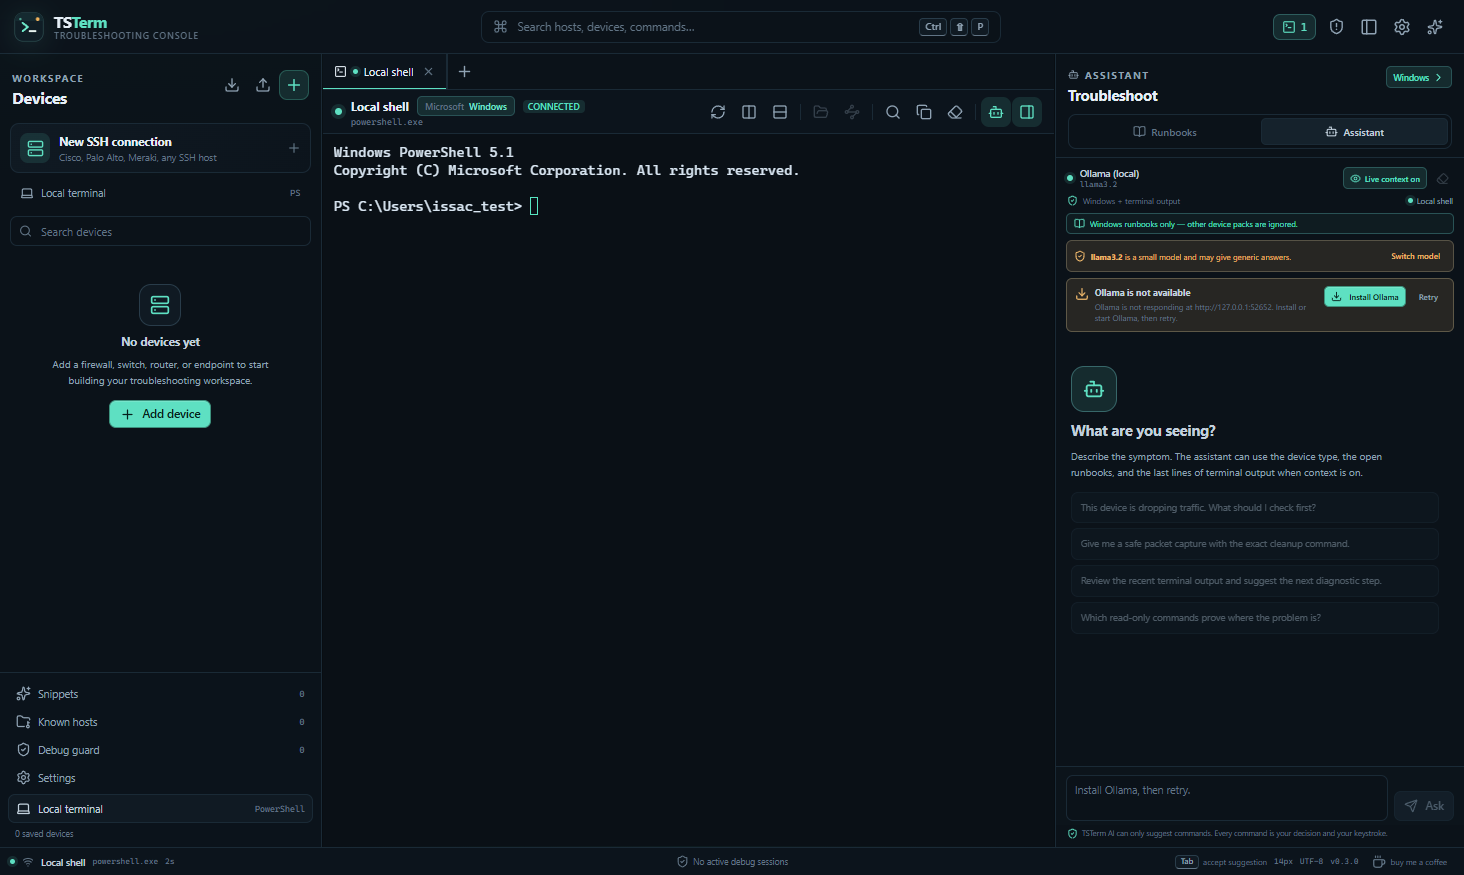 TSTerm
TROUBLESHOOTING CONSOLE
Search hosts, devices, commands...
Ctrl
P
1
WORKSPACE
Devices
New SSH connection
Cisco, Palo Alto, Meraki, any SSH host
Local terminal
PS
Search devices
No devices yet
Add a firewall, switch, router, or endpoint to start
building your troubleshooting workspace.
Add device
Snippets 0
Known hosts 0
Debug guard 0
Settings
Local terminal PowerShell
0 saved devices
Local shell
Local shell
Microsoft Windows
CONNECTED
powershell.exe
Windows PowerShell 5.1
Copyright (C) Microsoft Corporation. All rights reserved.
PS C:\Users\issac_test>
ASSISTANT
Troubleshoot
Windows
Runbooks
Assistant
Ollama (local)
llama3.2
Live context on
Windows + terminal output
Local shell
Windows runbooks only — other device packs are ignored.
llama3.2 is a small model and may give generic answers.
Switch model
Ollama is not available
Ollama is not responding at http://127.0.0.1:52652. Install or
start Ollama, then retry.
Install Ollama
Retry
What are you seeing?
Describe the symptom. The assistant can use the device type, the open
runbooks, and the last lines of terminal output when context is on.
This device is dropping traffic. What should I check first?
Give me a safe packet capture with the exact cleanup command.
Review the recent terminal output and suggest the next diagnostic step.
Which read-only commands prove where the problem is?
Install Ollama, then retry.
Ask
TSTerm AI can only suggest commands. Every command is your decision and your keystroke.
Local shell powershell.exe 2s
No active debug sessions
Tab accept suggestion 14px UTF-8 v0.3.0 buy me a coffee